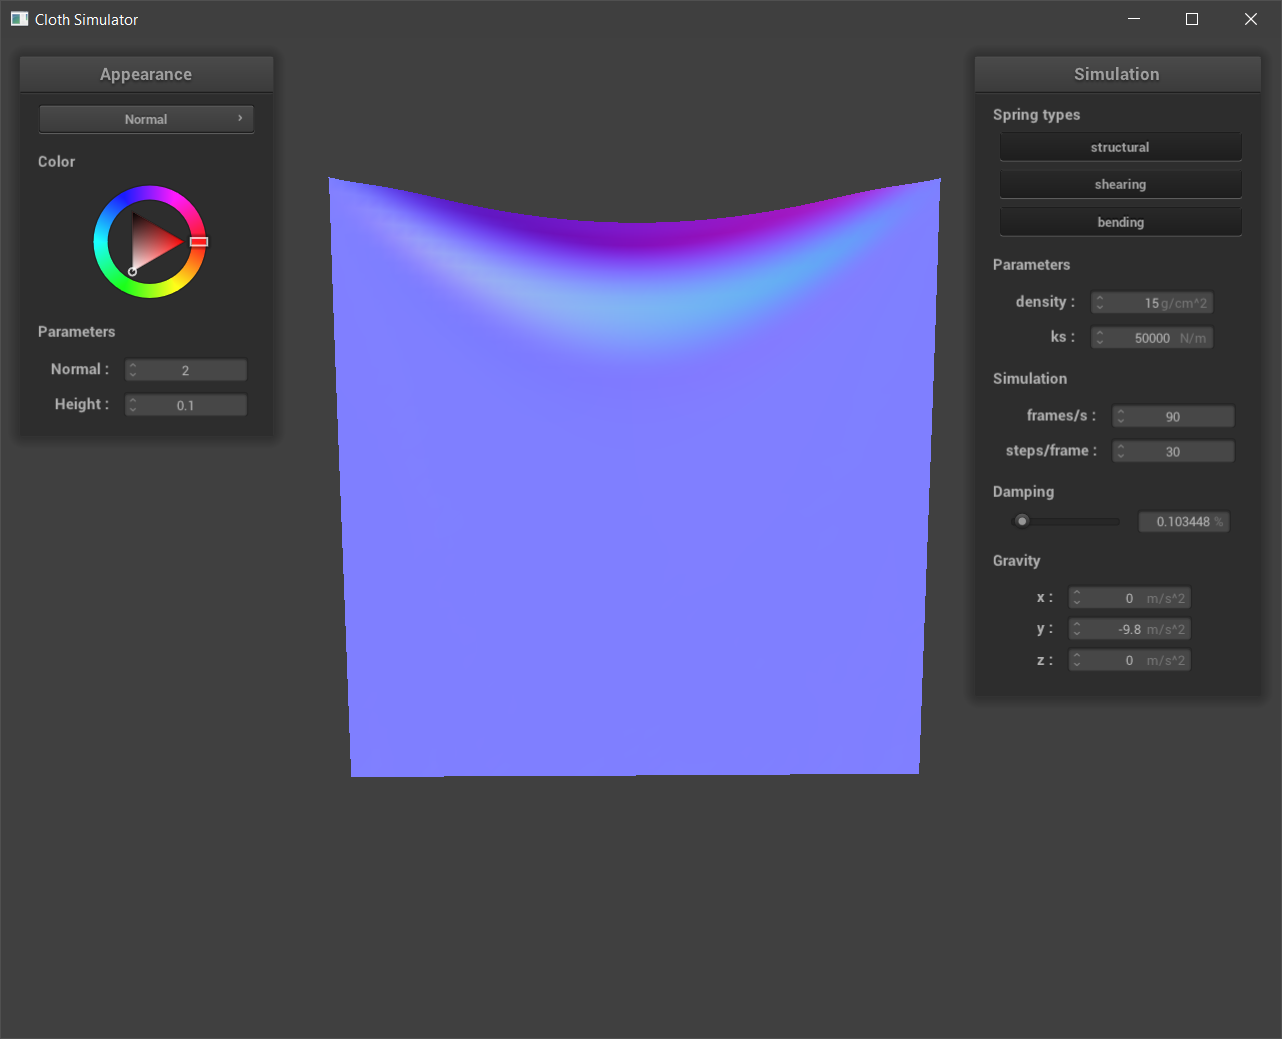 Cloth Simulator
Appearance
Normal
Color
Parameters
Normal :
2
Height :
0.1
Simulation
Spring types
structural
shearing
bending
Parameters
density :
15 g/cm^2
ks :
50000 N/m
Simulation
frames/s :
90
steps/frame :
30
Damping
0.103448 %
Gravity
x :
0 m/s^2
y :
-9.8 m/s^2
z :
0 m/s^2